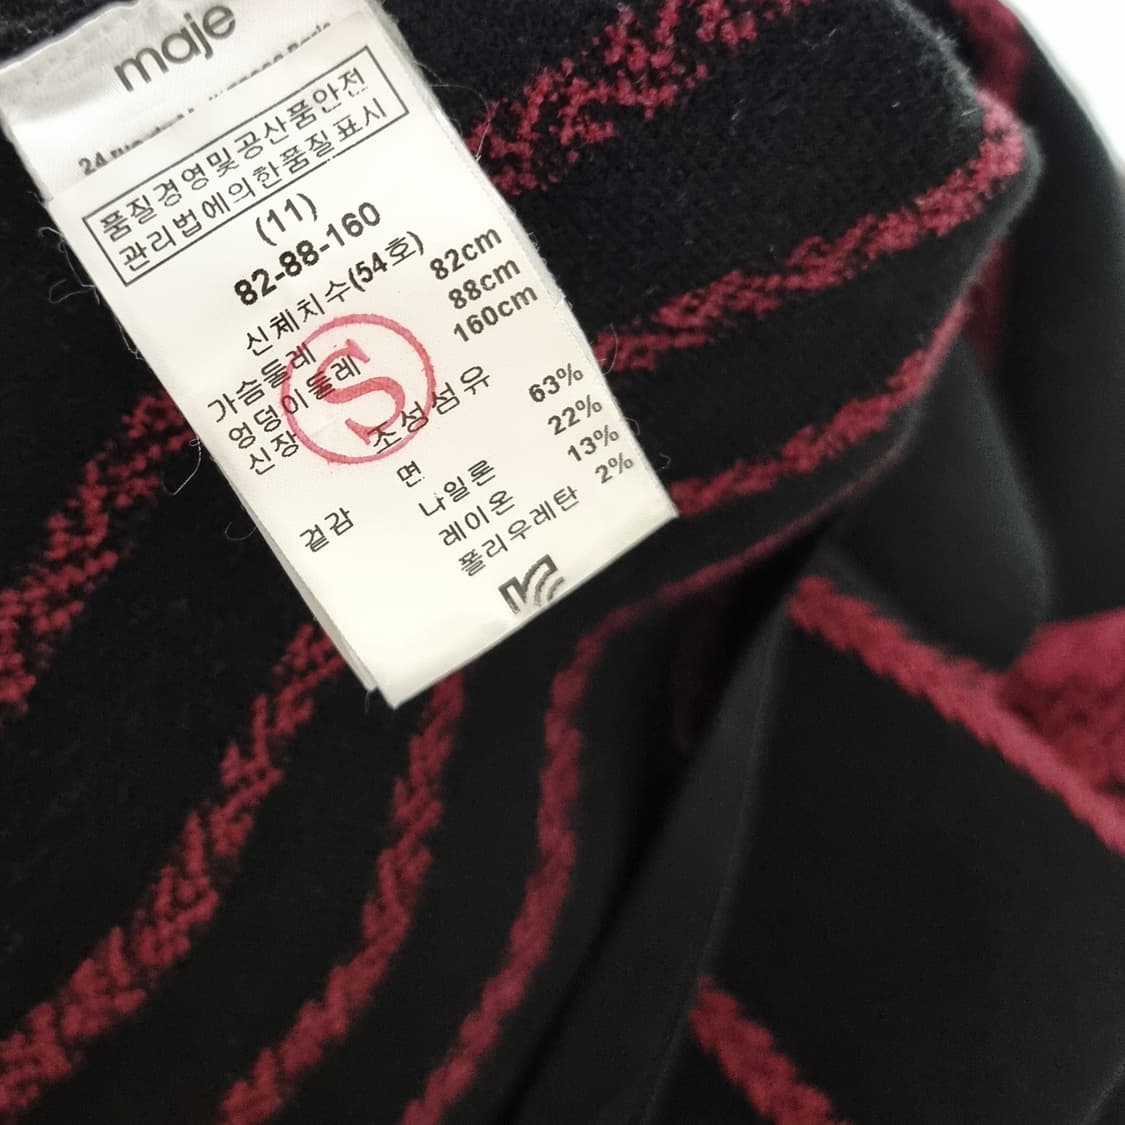 maje
24
품질경영및공산품안전
관리법에의한품질표시
(11)
82-88-160
신체치수(54호)
가슴둘레 82cm
엉덩이둘레 88cm
신장 160cm
S
조성섬유
겉감 면 63%
나일론 22%
레이온 13%
폴리우레탄 2%